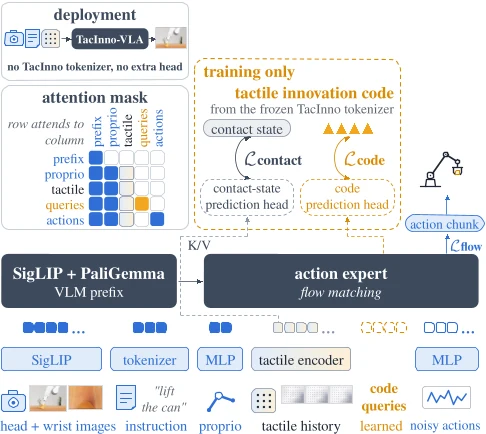 deployment
TacInno-VLA
no TacInno tokenizer, no extra head
attention mask
row attends to
column
prefix
proprio
tactile
queries
actions
prefix
proprio
tactile
queries
actions
training only
tactile innovation code
from the frozen TacInno tokenizer
contact state
ℒcontact
ℒcode
contact-state
prediction head
code
prediction head
action chunk
ℒflow
K/V
SigLIP + PaliGemma
VLM prefix
action expert
flow matching
...
...
...
...
SigLIP
tokenizer
MLP
tactile encoder
MLP
"lift
the can"
code
queries
head + wrist images
instruction
proprio
tactile history
learned
noisy actions